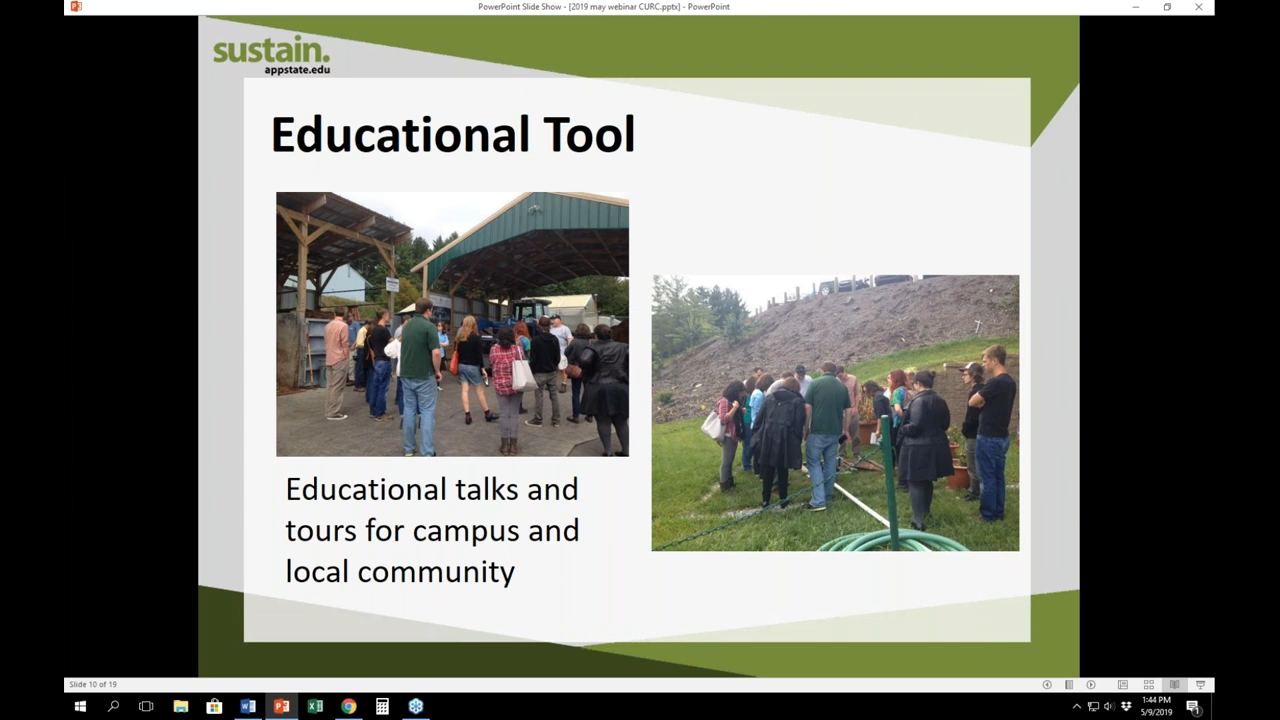 PowerPoint Slide Show - [2019 may webinar CURC.pptx] - PowerPoint
sustain.
appstate.edu
Educational Tool
Educational talks and
tours for campus and
local community
Slide 10 of 19
1:44 PM
5/9/2019